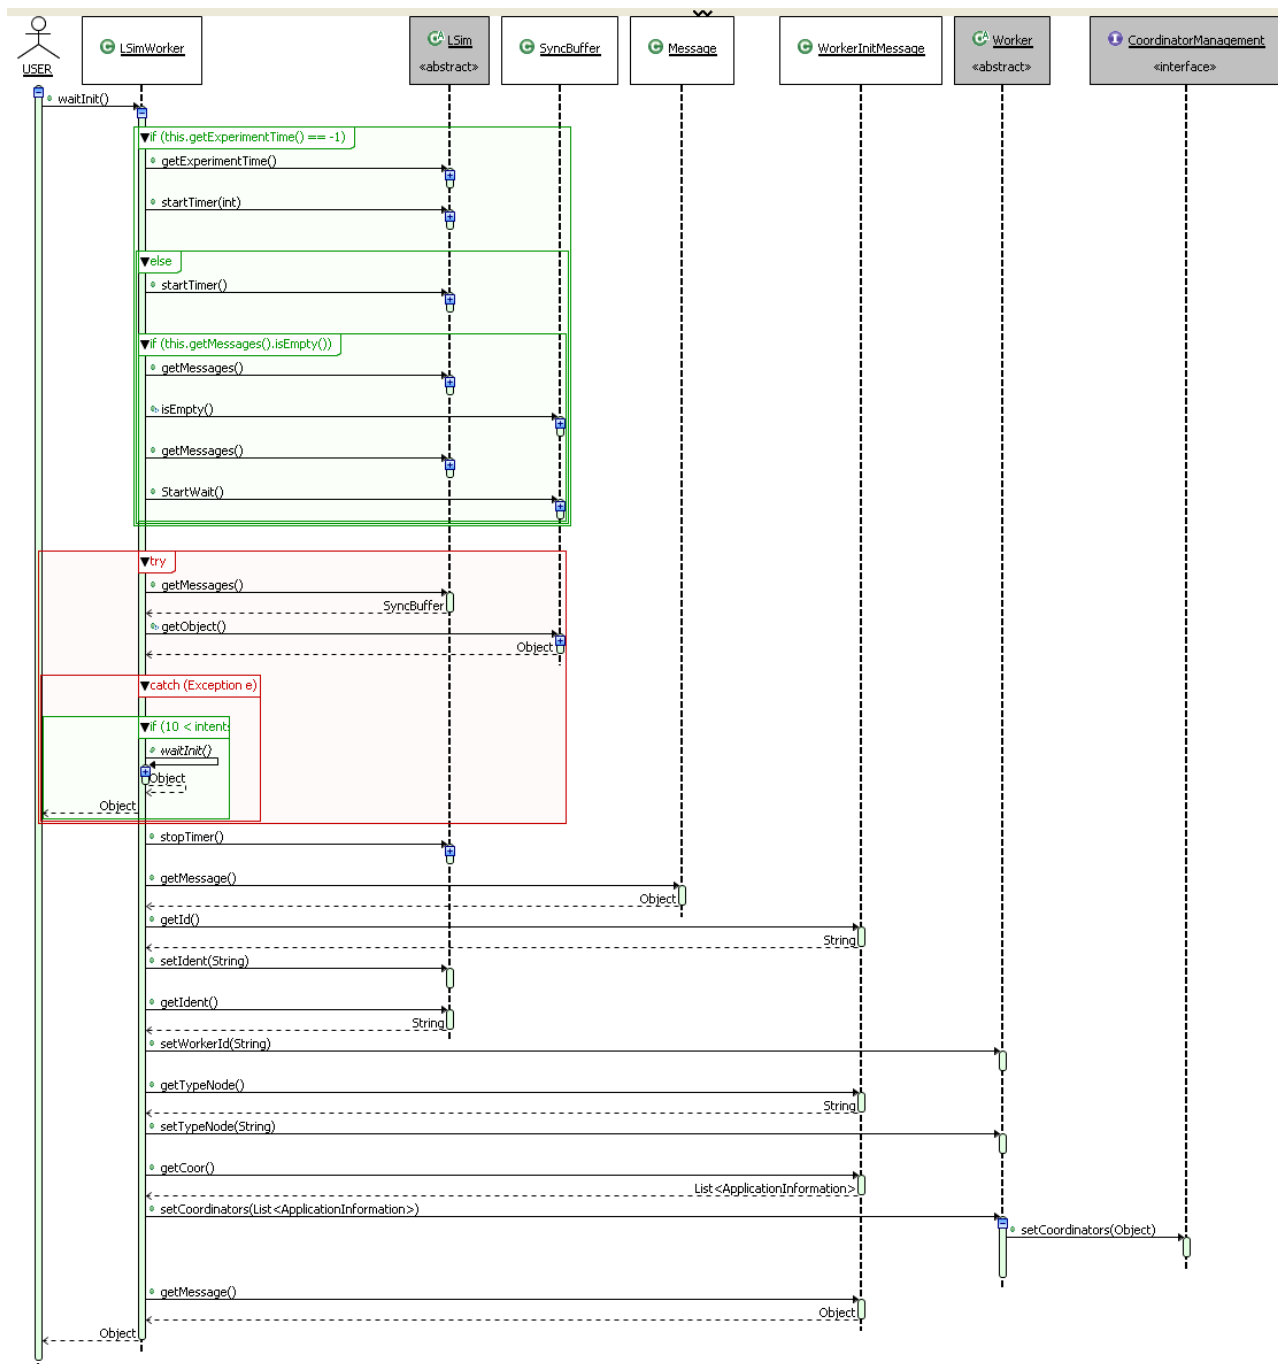 USER
C LSimWorker
C A LSim
«abstract»
C SyncBuffer
C Message
C WorkerInitMessage
C A Worker
«abstract»
I CoordinatorManagement
«interface»
waitInit()
if (this.getExperimentTime() == -1)
getExperimentTime()
startTimer(int)
else
startTimer()
if (this.getMessages().isEmpty())
getMessages()
isEmpty()
getMessages()
StartWait()
try
getMessages()
SyncBuffer
getObject()
Object
catch (Exception e)
if (10 < intents
waitInit()
Object
Object
stopTimer()
getMessage()
Object
getId()
String
setIdent(String)
getIdent()
String
setWorkerId(String)
getTypeNode()
String
setTypeNode(String)
getCoor()
List<ApplicationInformation>
setCoordinators(List<ApplicationInformation>)
setCoordinators(Object)
getMessage()
Object
Object